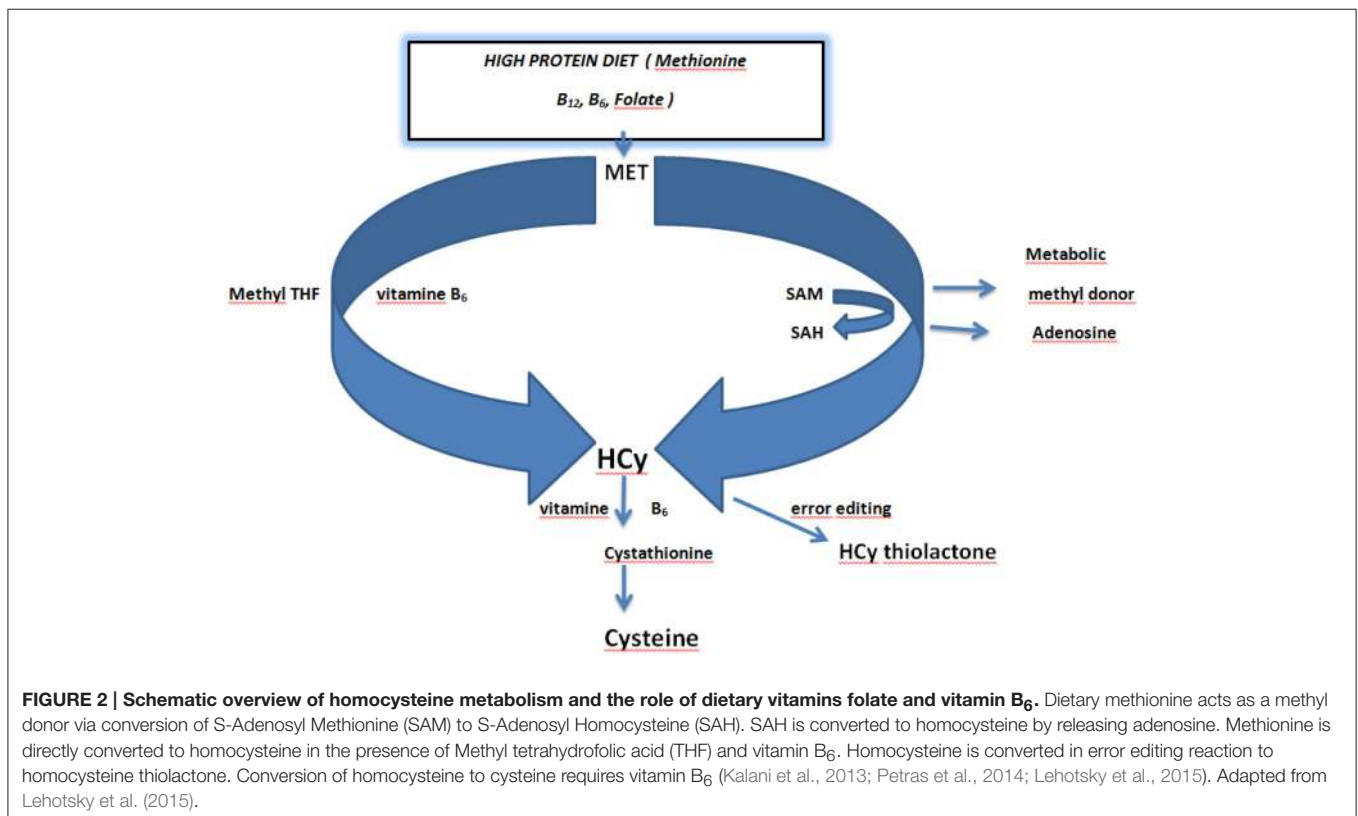 HIGH PROTEIN DIET ( Methionine
B₁₂, B₆, Folate )
MET
Metabolic
Methyl THF vitamine B₆ SAM methyl donor
SAH Adenosine
HCy
vitamine B₆ error editing
Cystathionine HCy thiolactone
Cysteine
FIGURE 2 | Schematic overview of homocysteine metabolism and the role of dietary vitamins folate and vitamin B₆. Dietary methionine acts as a methyl
donor via conversion of S-Adenosyl Methionine (SAM) to S-Adenosyl Homocysteine (SAH). SAH is converted to homocysteine by releasing adenosine. Methionine is
directly converted to homocysteine in the presence of Methyl tetrahydrofolic acid (THF) and vitamin B₆. Homocysteine is converted in error editing reaction to
homocysteine thiolactone. Conversion of homocysteine to cysteine requires vitamin B₆ (Kalani et al., 2013; Petras et al., 2014; Lehotsky et al., 2015). Adapted from
Lehotsky et al. (2015).